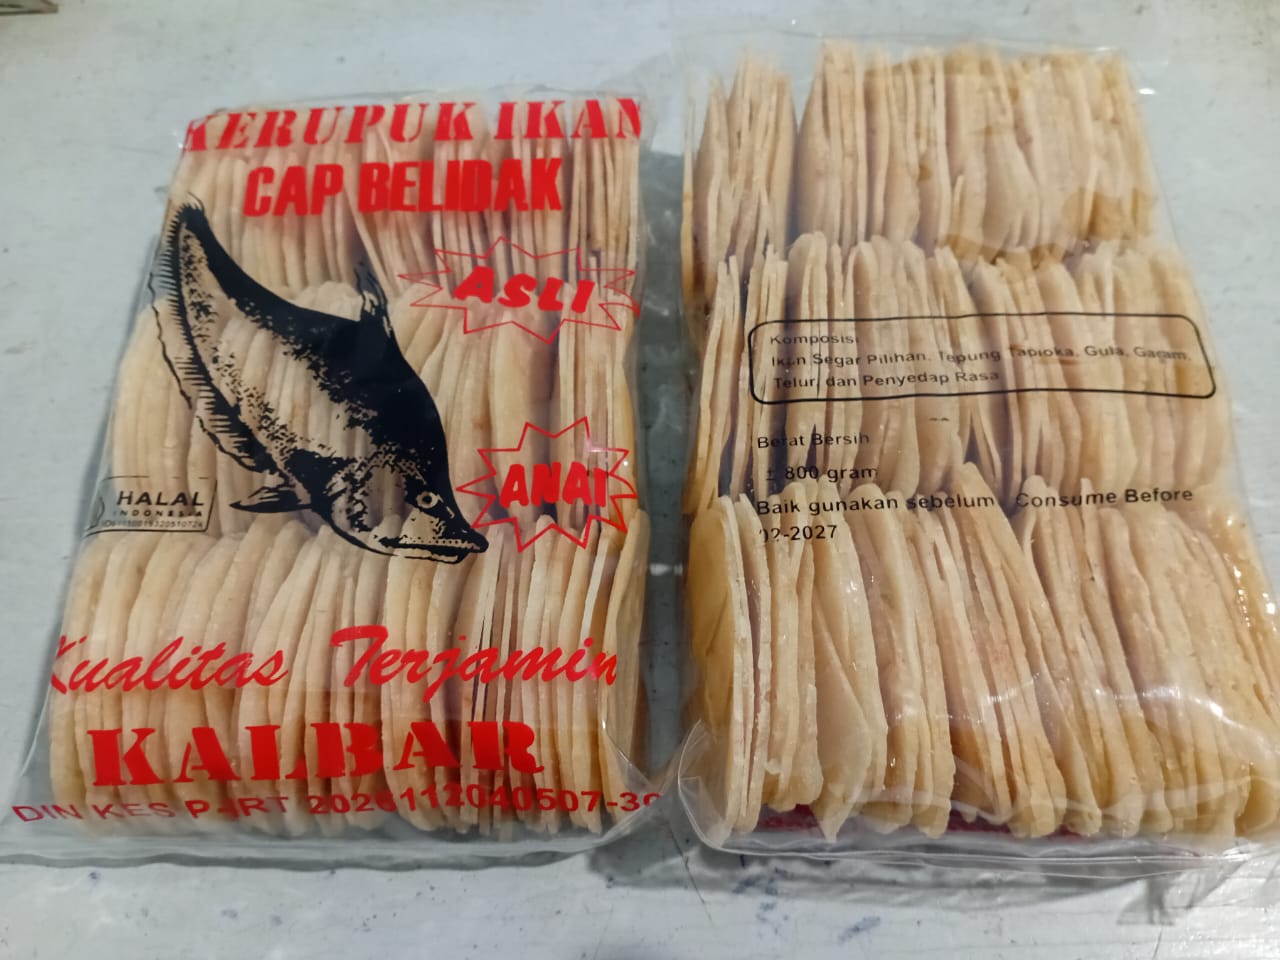 KERUPUK IKAN
CAP BELIDAK
ASLI
ANAI
HALAL
INDONESIA
Kualitas Terjamin
KALBAR
DIN KES P-IRT 2026112040507-30
Komposisi
Ikan Segar Pilihan, Tepung Tapioka, Gula, Garam,
Telur, dan Penyedap Rasa
Berat Bersih
± 800 gram
Baik gunakan sebelum / Consume Before
02-2027